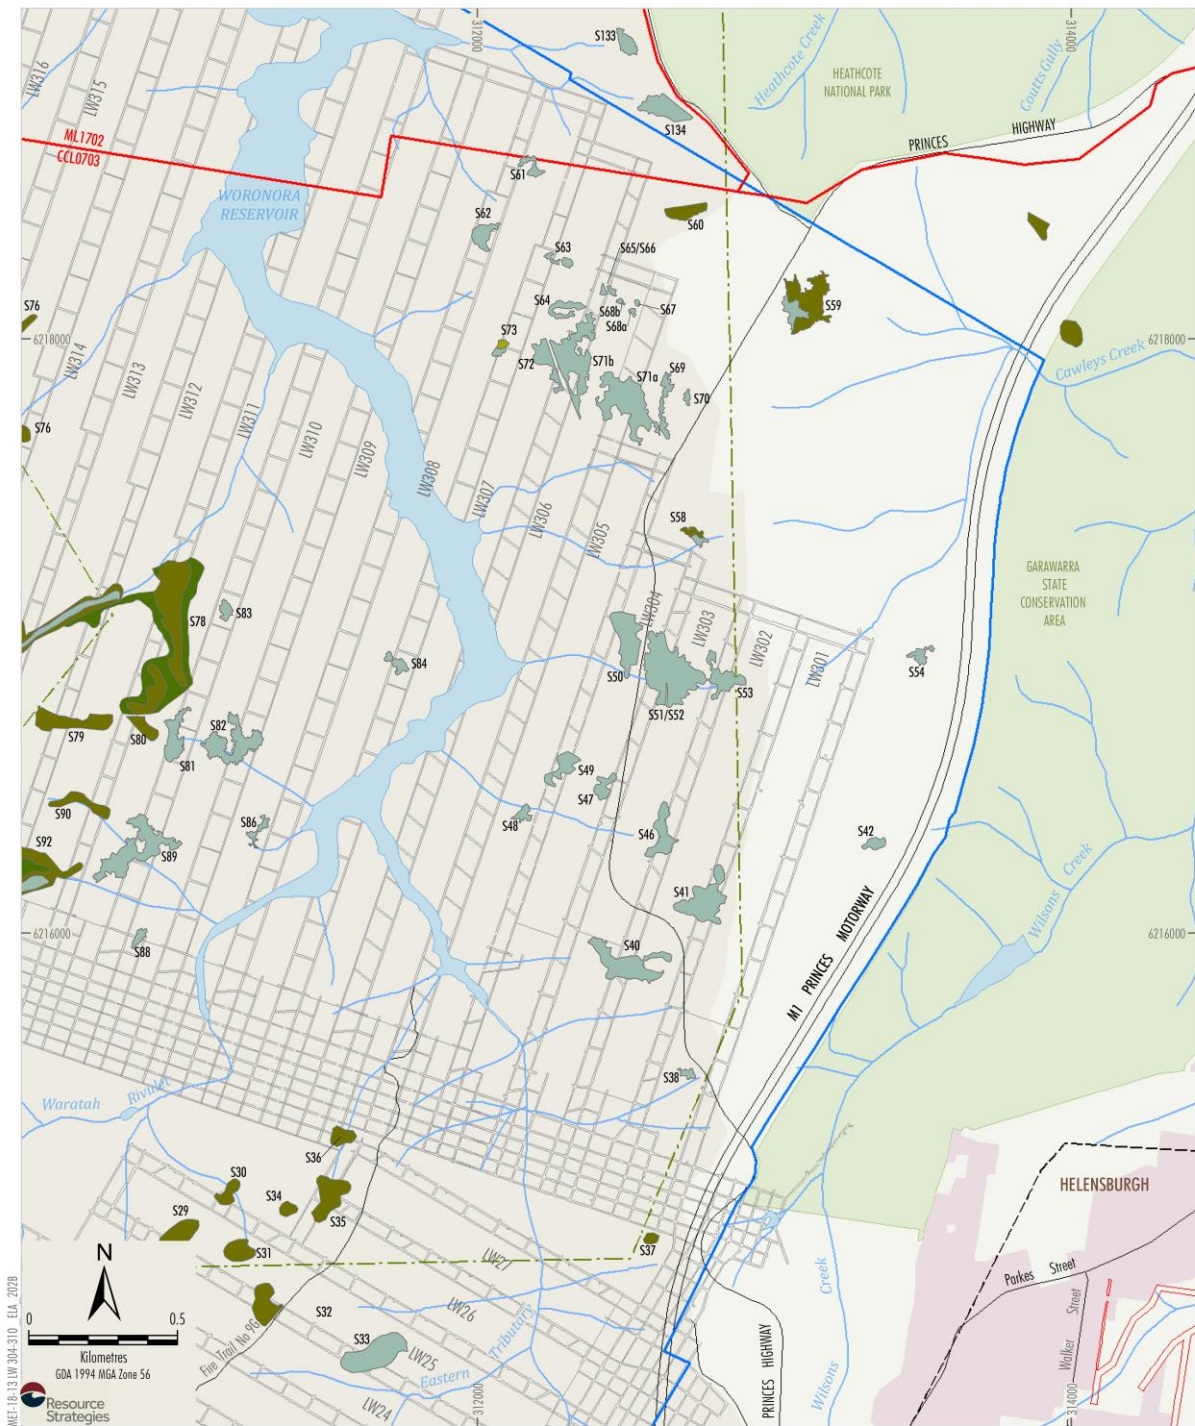 312000
314000
S133
Heathcote Creek
HEATHCOTE
NATIONAL PARK
Coutts Gully
LW316
LW315
S134
PRINCES
HIGHWAY
ML1702
CCL0703
S61
WORONORA
RESERVOIR
S62
S60
S63
S65/S66
S64
S68b
S67
S68a
S59
S76
S73
S72
S71b
S71a
S69
S70
6218000
6218000
Cawleys Creek
LW314
LW313
LW312
LW311
LW310
LW309
LW308
LW307
LW306
LW305
S76
S58
GARAWARRA
STATE
CONSERVATION
AREA
S78
S83
LW304
LW303
LW302
LW301
S84
S50
S53
S54
S51/S52
S79
S80
S82
S81
S49
S47
S48
S90
S86
S46
S42
S92
S89
S41
Wilsons Creek
M1 PRINCES MOTORWAY
6216000
6216000
S88
S40
S38
Waratah Rivulet
S36
S30
S34
S35
S29
S31
S37
HELENSBURGH
LW27
LW26
S32
S33
LW25
LW24
Fire Trail No 9G
Eastern Tributary
Wilsons Creek
PRINCES HIGHWAY
Parkes Street
Walker Street
312000
314000
N
0
0.5
Kilometres
GDA 1994 MGA Zone 56
Resource
Strategies
MET-18-13 LW 304-310 ELA 202B